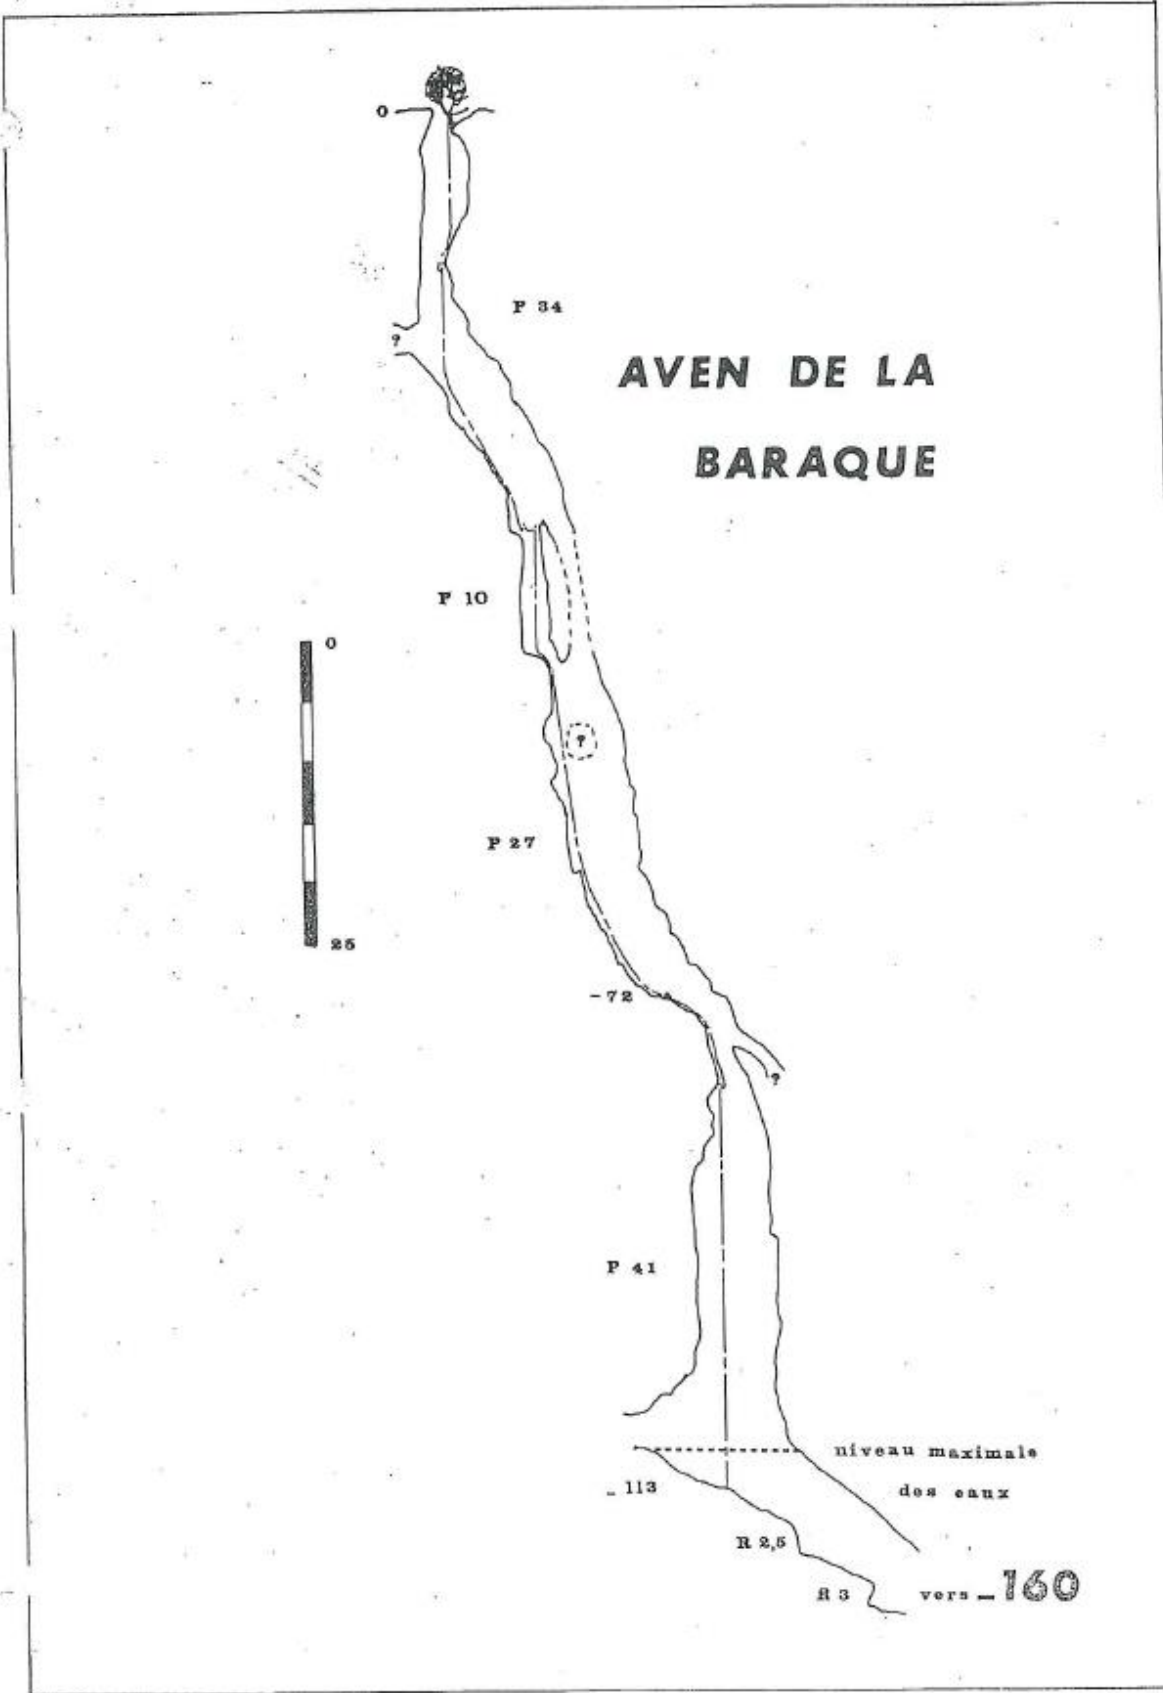 0
P 34
?
AVEN DE LA
BARAQUE
P 10
0
?
P 27
25
-72
?
P 41
niveau maximale
des eaux
- 113
R 2,5
R 3
vers - 160